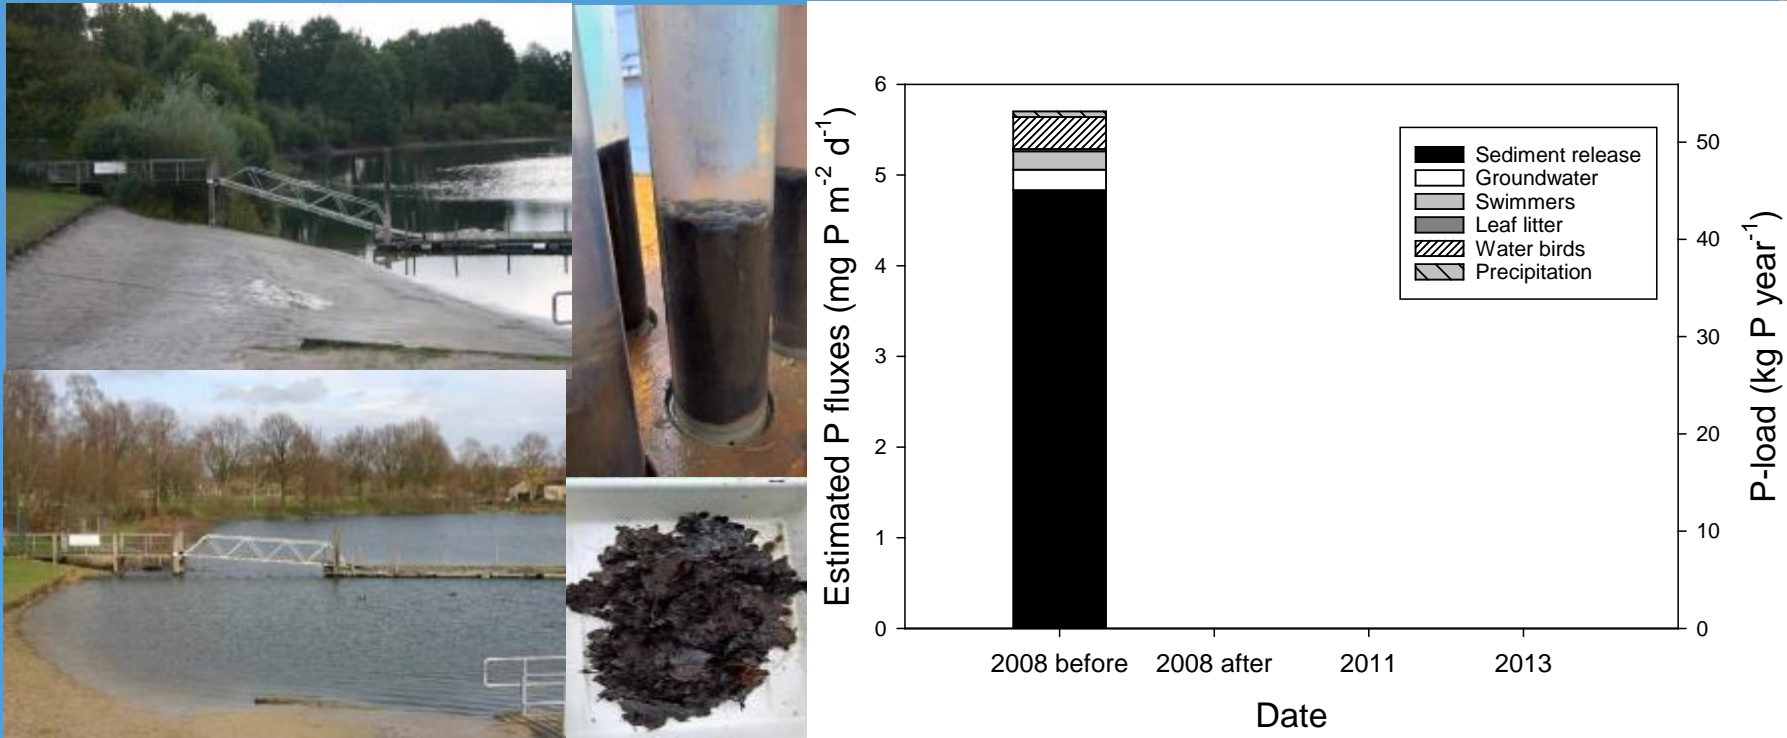 Estimated P fluxes (mg P m-2 d-1)
6
5
4
3
2
1
0
Sediment release
Groundwater
Swimmers
Leaf litter
Water birds
Precipitation
50
40
30
20
10
0
P-load (kg P year-1)
2008 before 2008 after 2011 2013
Date